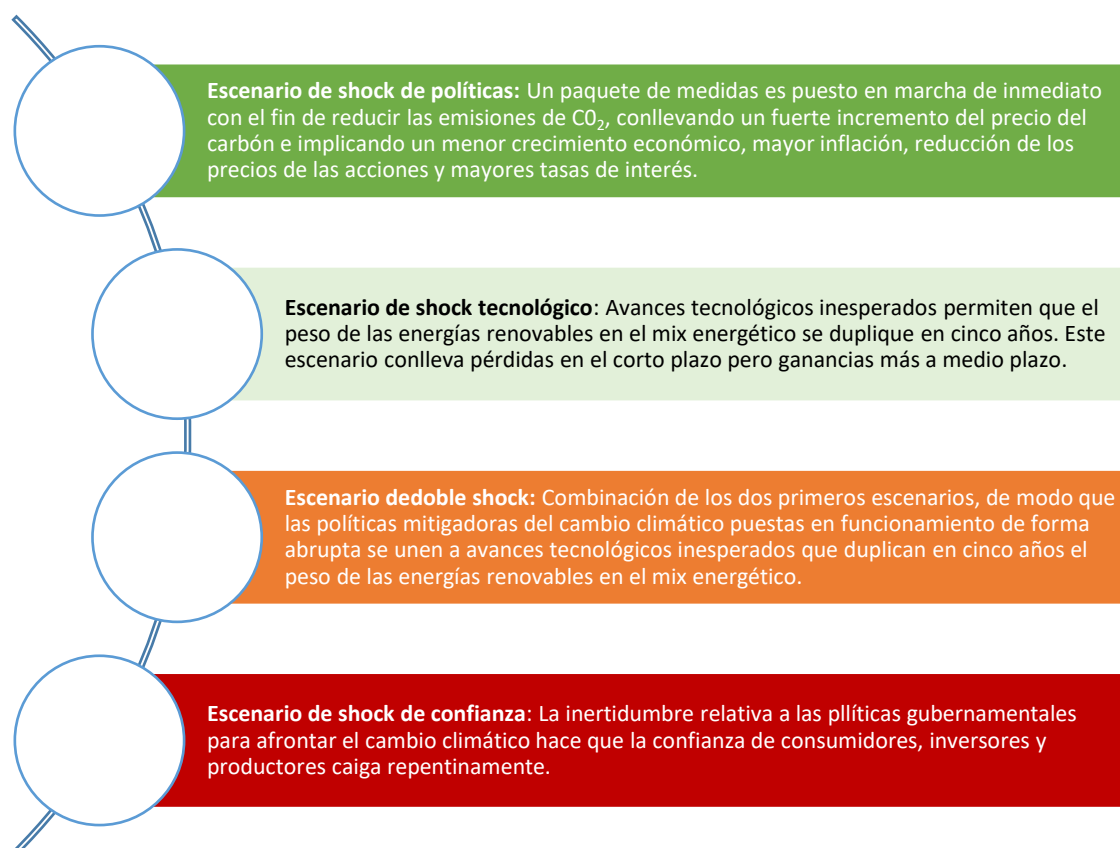 Escenario de shock de políticas: Un paquete de medidas es puesto en marcha de inmediato
con el fin de reducir las emisiones de C0₂, conllevando un fuerte incremento del precio del
carbón e implicando un menor crecimiento económico, mayor inflación, reducción de los
precios de las acciones y mayores tasas de interés.
Escenario de shock tecnológico: Avances tecnológicos inesperados permiten que el
peso de las energías renovables en el mix energético se duplique en cinco años. Este
escenario conlleva pérdidas en el corto plazo pero ganancias más a medio plazo.
Escenario dedoble shock: Combinación de los dos primeros escenarios, de modo que
las políticas mitigadoras del cambio climático puestas en funcionamiento de forma
abrupta se unen a avances tecnológicos inesperados que duplican en cinco años el
peso de las energías renovables en el mix energético.
Escenario de shock de confianza: La inertidumbre relativa a las pllíticas gubernamentales
para afrontar el cambio climático hace que la confianza de consumidores, inversores y
productores caiga repentinamente.